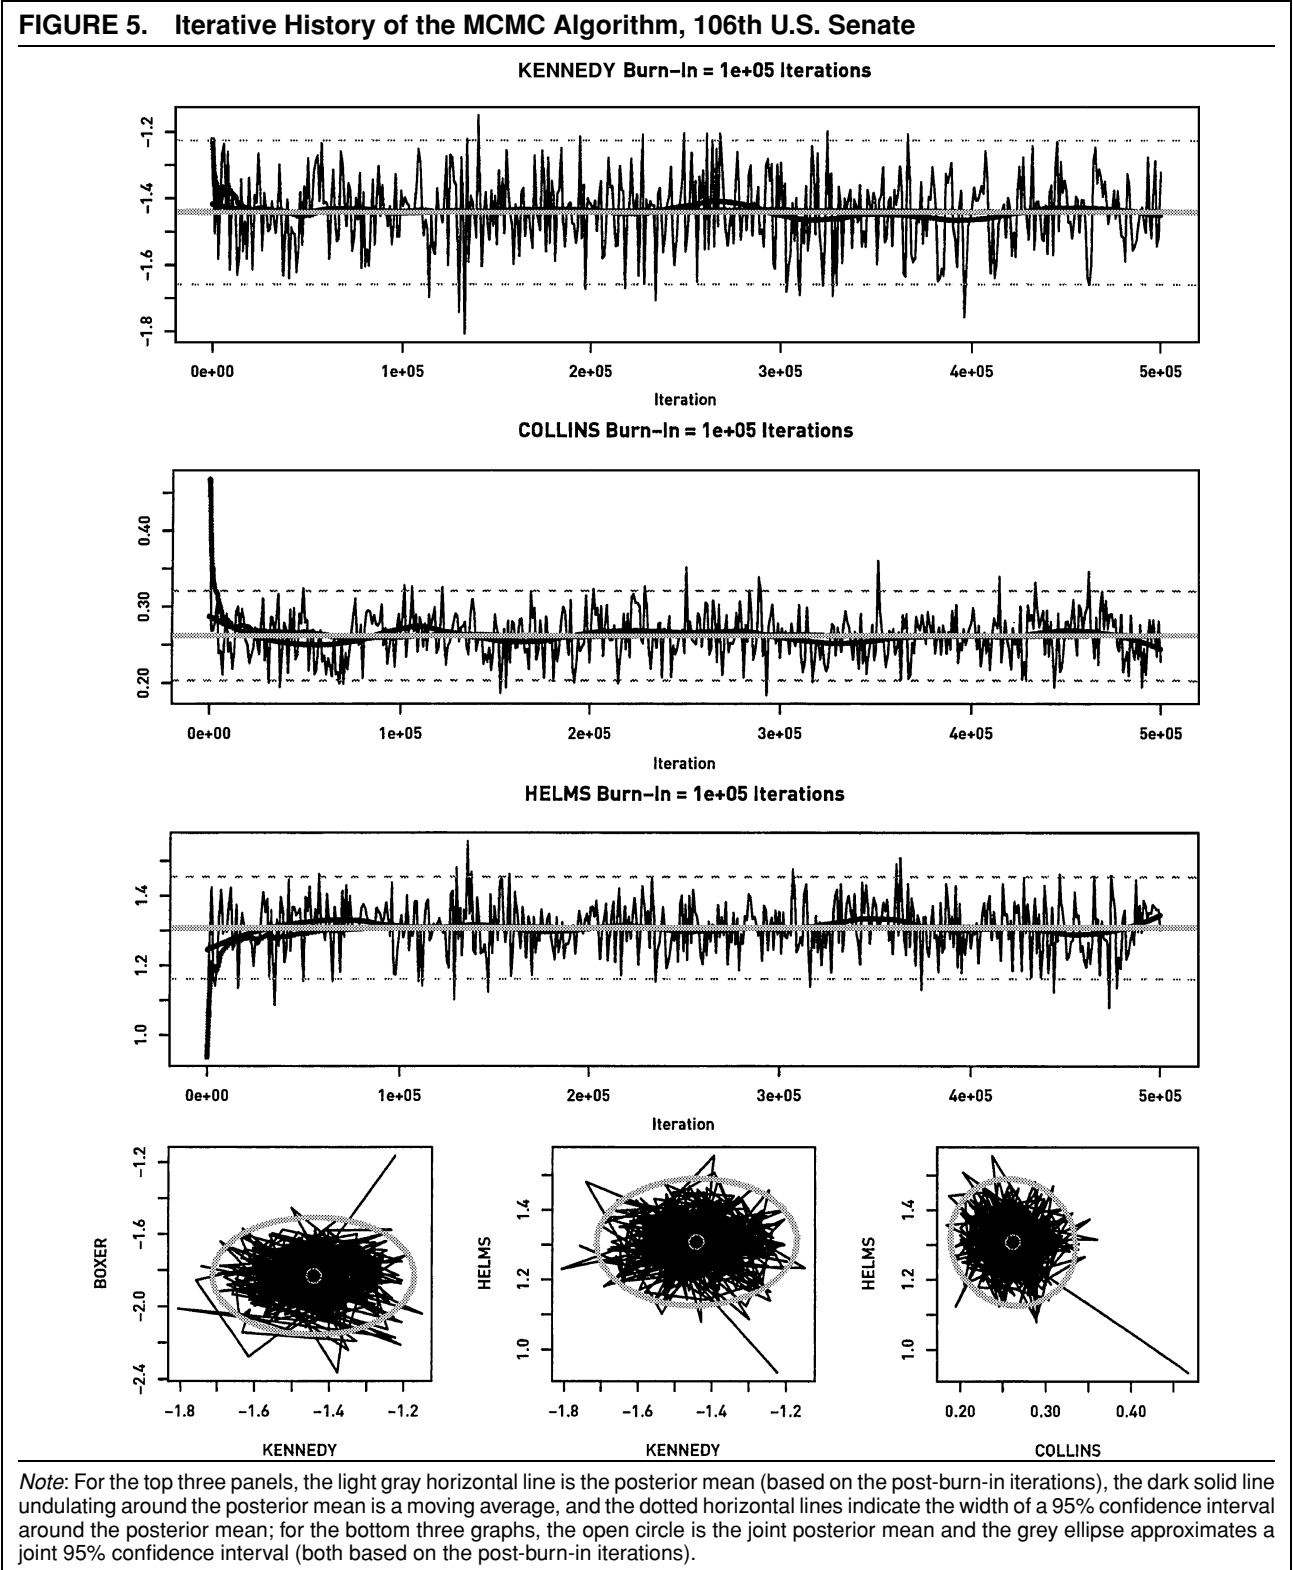 FIGURE 5. Iterative History of the MCMC Algorithm, 106th U.S. Senate
KENNEDY Burn-In = 1e+05 Iterations
-1.2
-1.4
-1.6
-1.8
0e+00 1e+05 2e+05 3e+05 4e+05 5e+05
Iteration
COLLINS Burn-In = 1e+05 Iterations
0.40
0.30
0.20
0e+00 1e+05 2e+05 3e+05 4e+05 5e+05
Iteration
HELMS Burn-In = 1e+05 Iterations
1.4
1.2
1.0
0e+00 1e+05 2e+05 3e+05 4e+05 5e+05
Iteration
BOXER
-1.2
-1.6
-2.0
-2.4
-1.8 -1.6 -1.4 -1.2
KENNEDY
HELMS
1.4
1.2
1.0
-1.8 -1.6 -1.4 -1.2
KENNEDY
HELMS
1.4
1.2
1.0
0.20 0.30 0.40
COLLINS
Note: For the top three panels, the light gray horizontal line is the posterior mean (based on the post-burn-in iterations), the dark solid line
undulating around the posterior mean is a moving average, and the dotted horizontal lines indicate the width of a 95% confidence interval
around the posterior mean; for the bottom three graphs, the open circle is the joint posterior mean and the grey ellipse approximates a
joint 95% confidence interval (both based on the post-burn-in iterations).